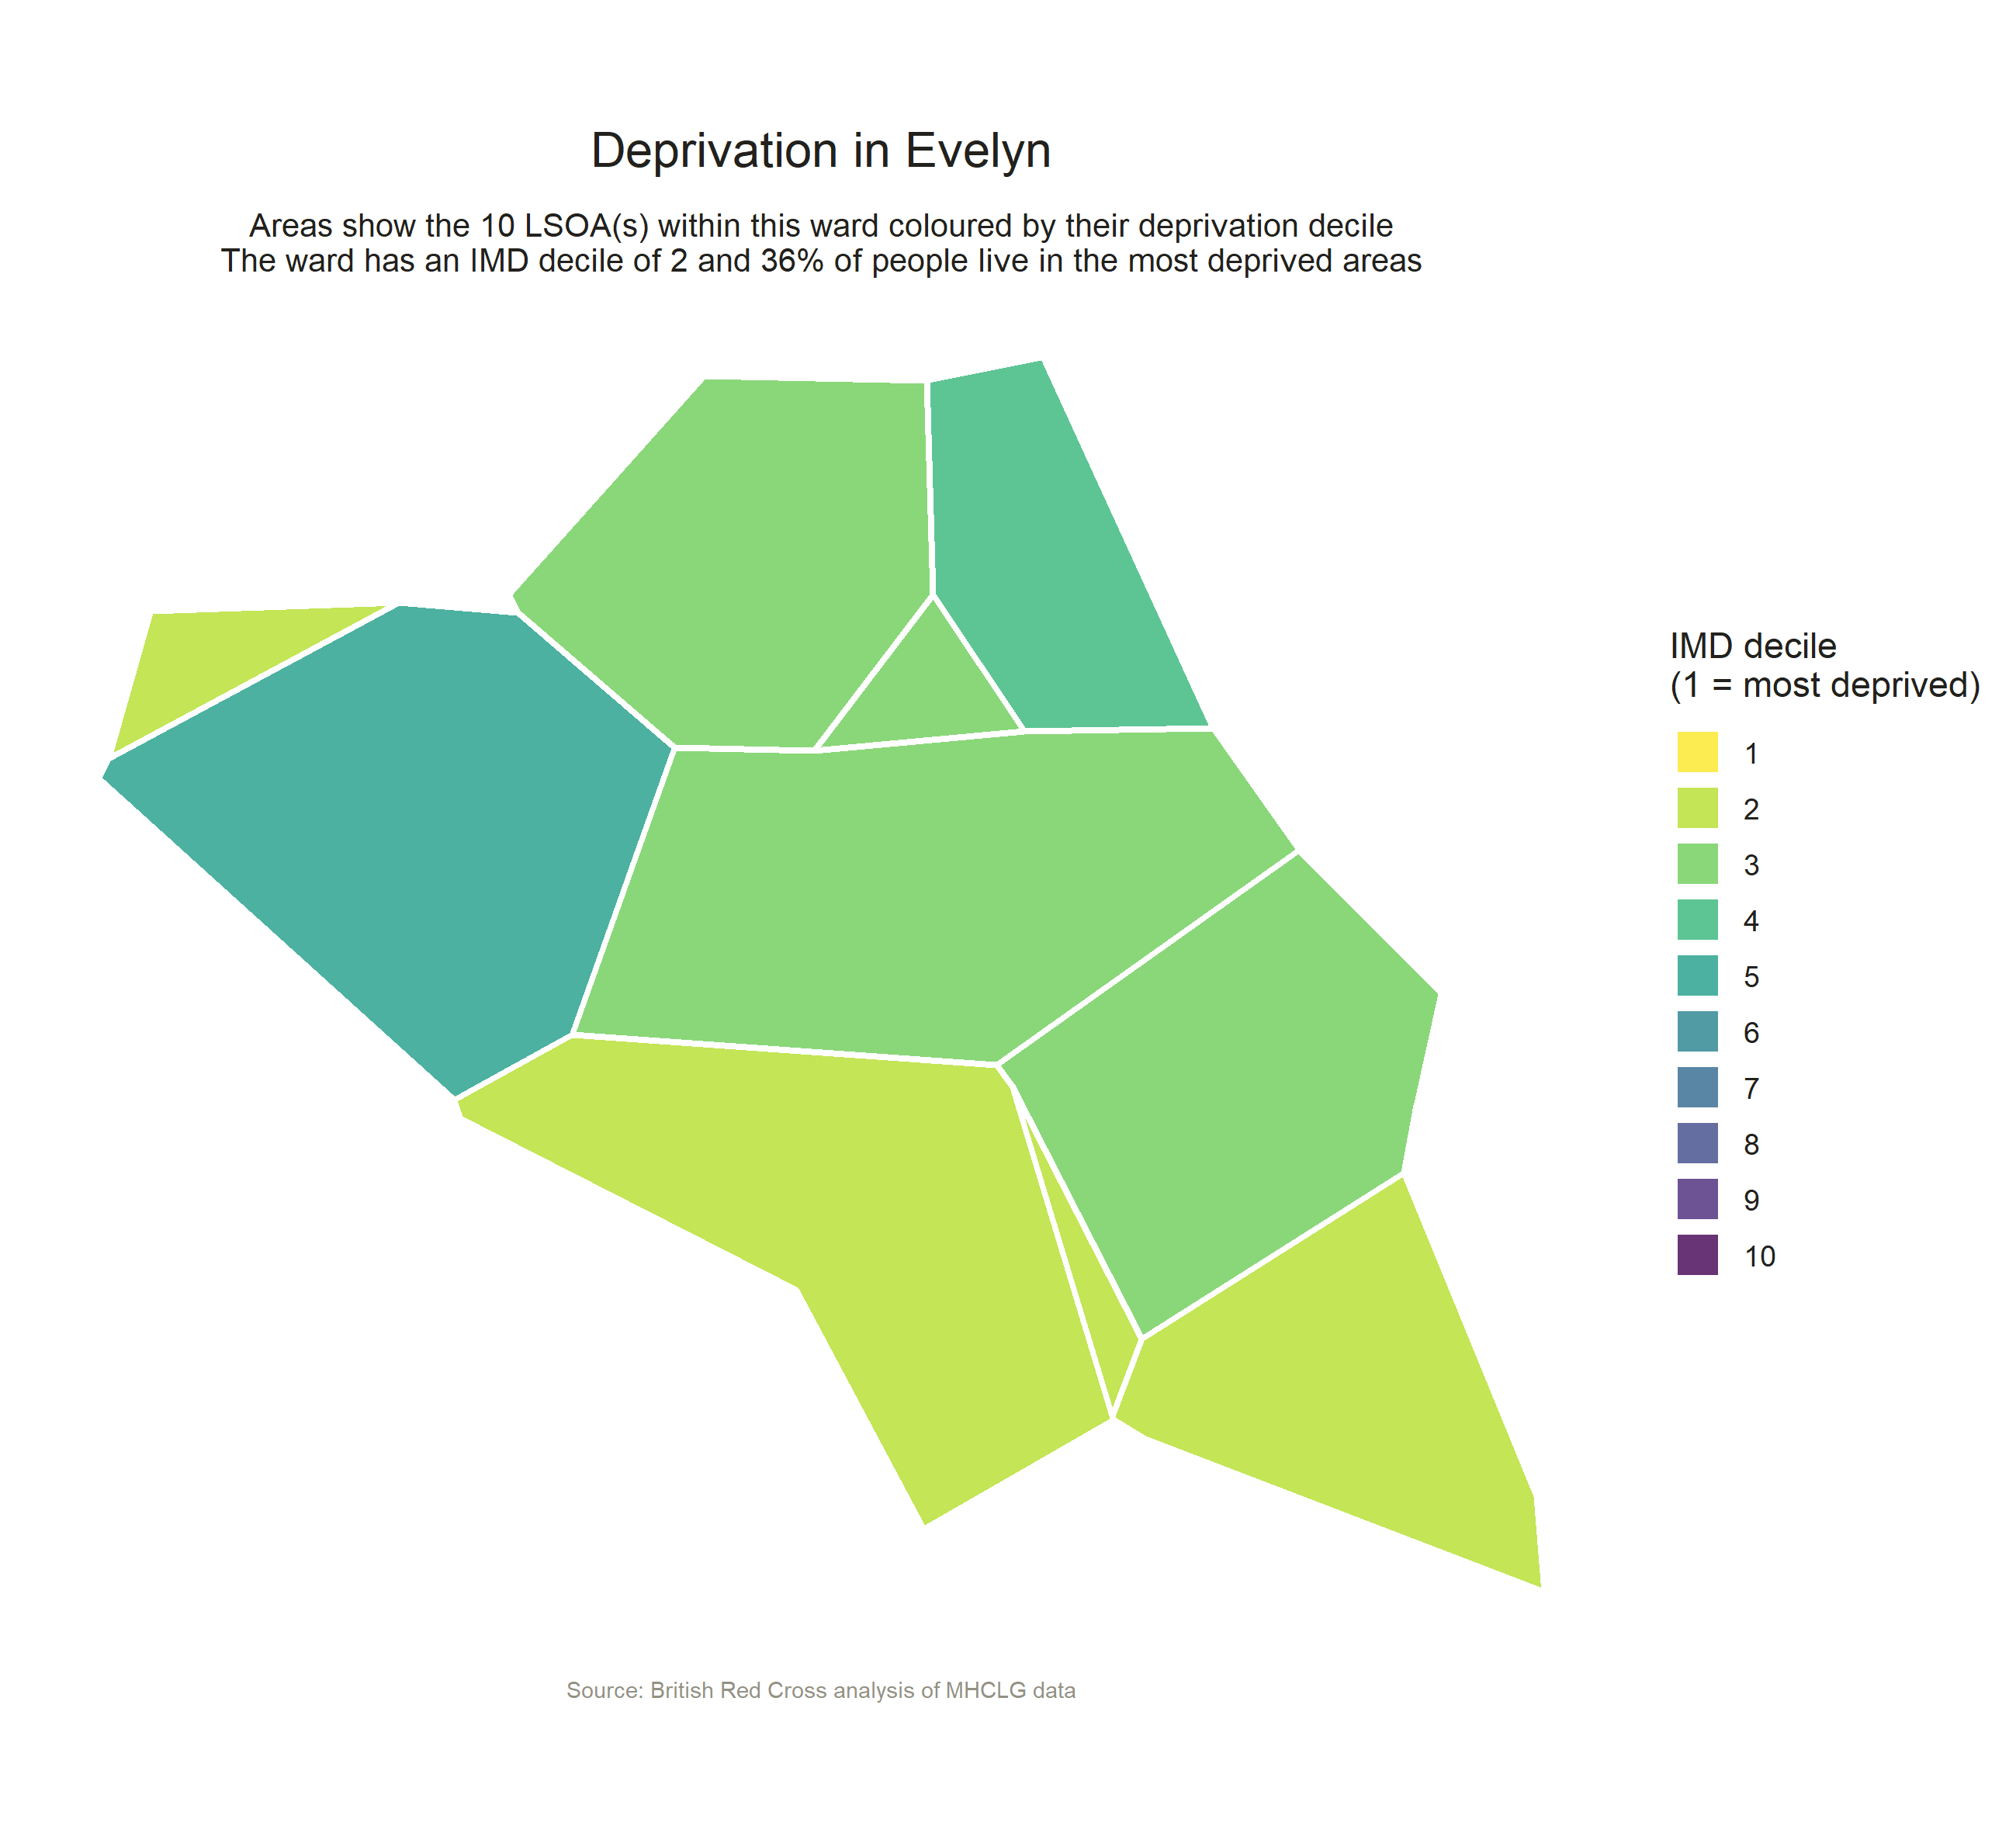 Deprivation in Evelyn
Areas show the 10 LSOA(s) within this ward coloured by their deprivation decile
The ward has an IMD decile of 2 and 36% of people live in the most deprived areas
IMD decile
(1 = most deprived)
1
2
3
4
5
6
7
8
9
10
Source: British Red Cross analysis of MHCLG data